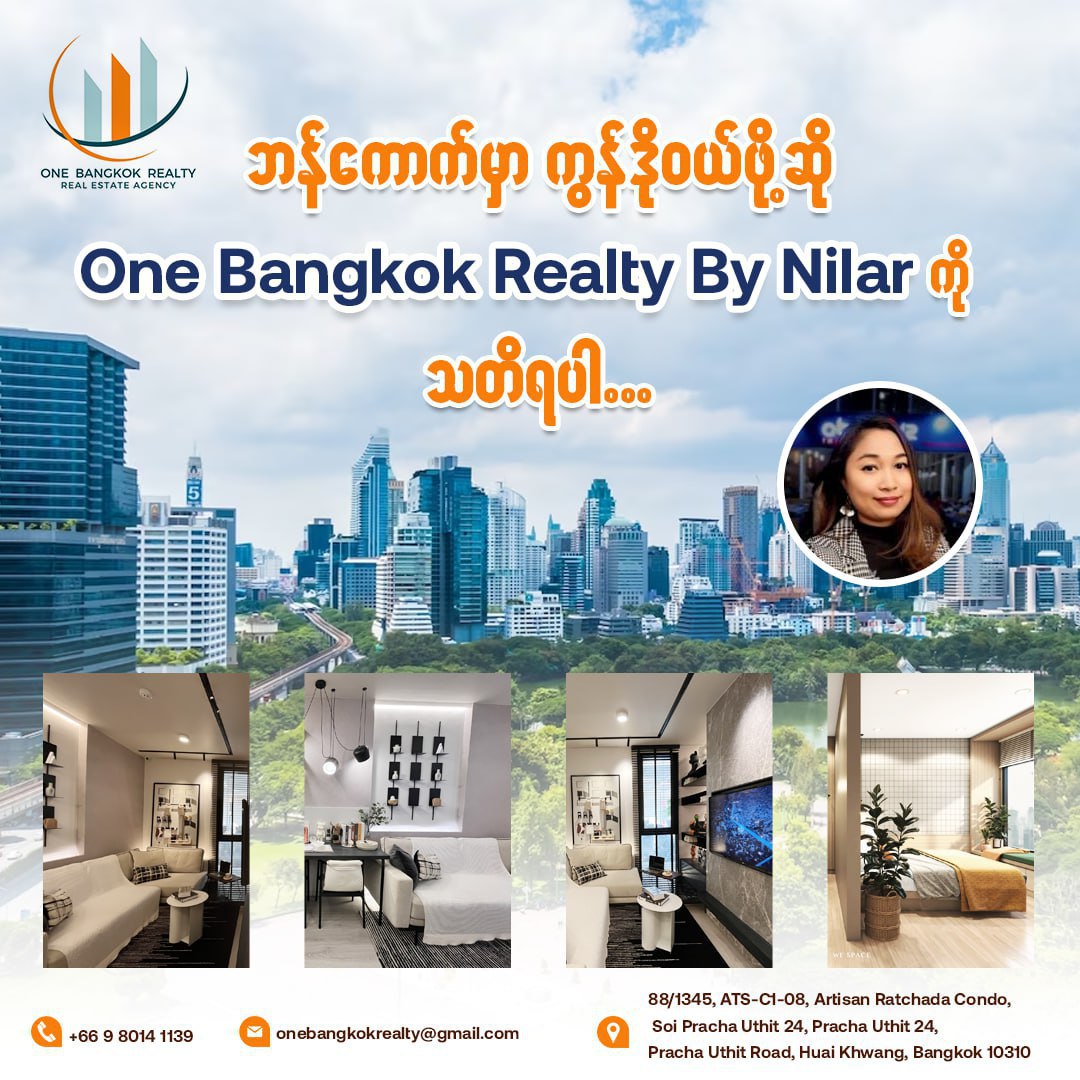 ONE BANGKOK REALTY
REAL ESTATE AGENCY
ဘန်ကောက်မှာ ကွန်ဒိုဝယ်ဖို့ဆို
One Bangkok Realty By Nilar ကို
သတိရပါ...
5
WE SPACE
+66 9 8014 1139
onebangkokrealty@gmail.com
88/1345, ATS-C1-08, Artisan Ratchada Condo,
Soi Pracha Uthit 24, Pracha Uthit 24,
Pracha Uthit Road, Huai Khwang, Bangkok 10310